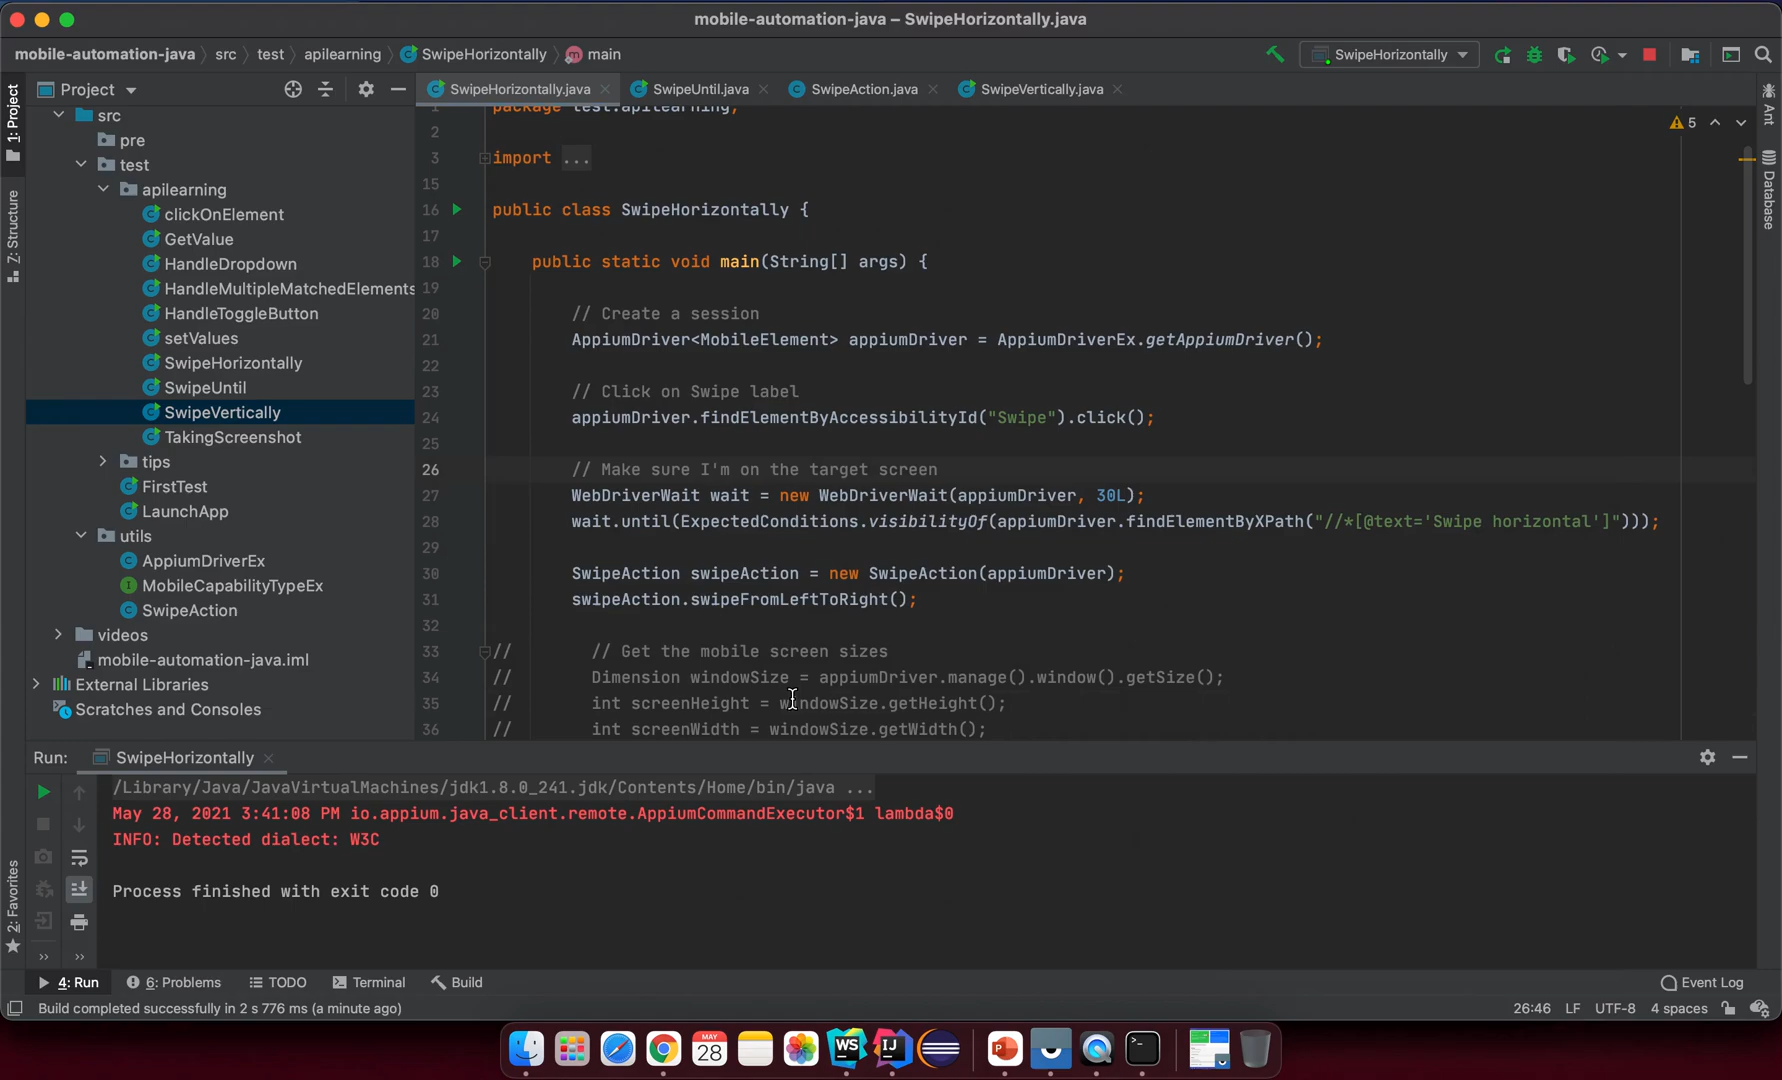 mobile-automation-java – SwipeHorizontally.java
mobile-automation-java > src > test > apilearning > SwipeHorizontally > main
SwipeHorizontally
1: Project
7: Structure
2: Favorites
Ant
Database
Project
src
pre
test
apilearning
clickOnElement
GetValue
HandleDropdown
HandleMultipleMatchedElements
HandleToggleButton
setValues
SwipeHorizontally
SwipeUntil
SwipeVertically
TakingScreenshot
tips
FirstTest
LaunchApp
utils
AppiumDriverEx
MobileCapabilityTypeEx
SwipeAction
videos
mobile-automation-java.iml
External Libraries
Scratches and Consoles
SwipeHorizontally.java SwipeUntil.java SwipeAction.java SwipeVertically.java
5
1 package test.apilearning;
2
3 import ...
15
16 public class SwipeHorizontally {
17
18 public static void main(String[] args) {
19
20 // Create a session
21 AppiumDriver<MobileElement> appiumDriver = AppiumDriverEx.getAppiumDriver();
22
23 // Click on Swipe label
24 appiumDriver.findElementByAccessibilityId("Swipe").click();
25
26 // Make sure I'm on the target screen
27 WebDriverWait wait = new WebDriverWait(appiumDriver, 30L);
28 wait.until(ExpectedConditions.visibilityOf(appiumDriver.findElementByXPath("//*[@text='Swipe horizontal']")));
29
30 SwipeAction swipeAction = new SwipeAction(appiumDriver);
31 swipeAction.swipeFromLeftToRight();
32
33 // // Get the mobile screen sizes
34 // Dimension windowSize = appiumDriver.manage().window().getSize();
35 // int screenHeight = windowSize.getHeight();
36 // int screenWidth = windowSize.getWidth();
Run: SwipeHorizontally
/Library/Java/JavaVirtualMachines/jdk1.8.0_241.jdk/Contents/Home/bin/java ...
May 28, 2021 3:41:08 PM io.appium.java_client.remote.AppiumCommandExecutor$1 lambda$0
INFO: Detected dialect: W3C
Process finished with exit code 0
4: Run 6: Problems TODO Terminal Build Event Log
Build completed successfully in 2 s 776 ms (a minute ago) 26:46 LF UTF-8 4 spaces
MAY
28
WS
IJ
P